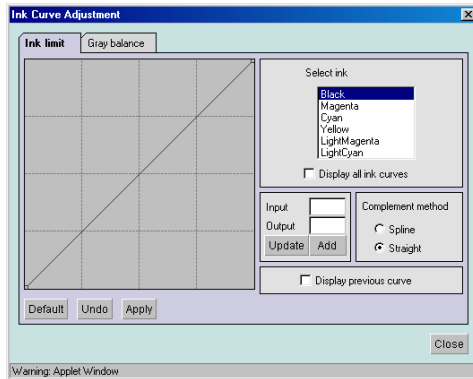 Ink Curve Adjustment
Ink limit
Gray balance
Select ink
Black
Magenta
Cyan
Yellow
LightMagenta
LightCyan
Display all ink curves
Input
Output
Update Add
Complement method
Spline
Straight
Display previous curve
Default Undo Apply
Close
Warning: Applet Window